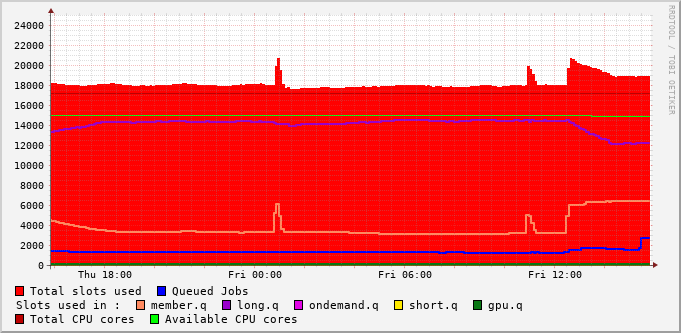 24000
22000
20000
18000
16000
14000
12000
10000
8000
6000
4000
2000
0
Thu 18:00 Fri 00:00 Fri 06:00 Fri 12:00
RRDTOOL / TOBI OETIKER
Total slots used Queued Jobs
Slots used in : member.q long.q ondemand.q short.q gpu.q
Total CPU cores Available CPU cores